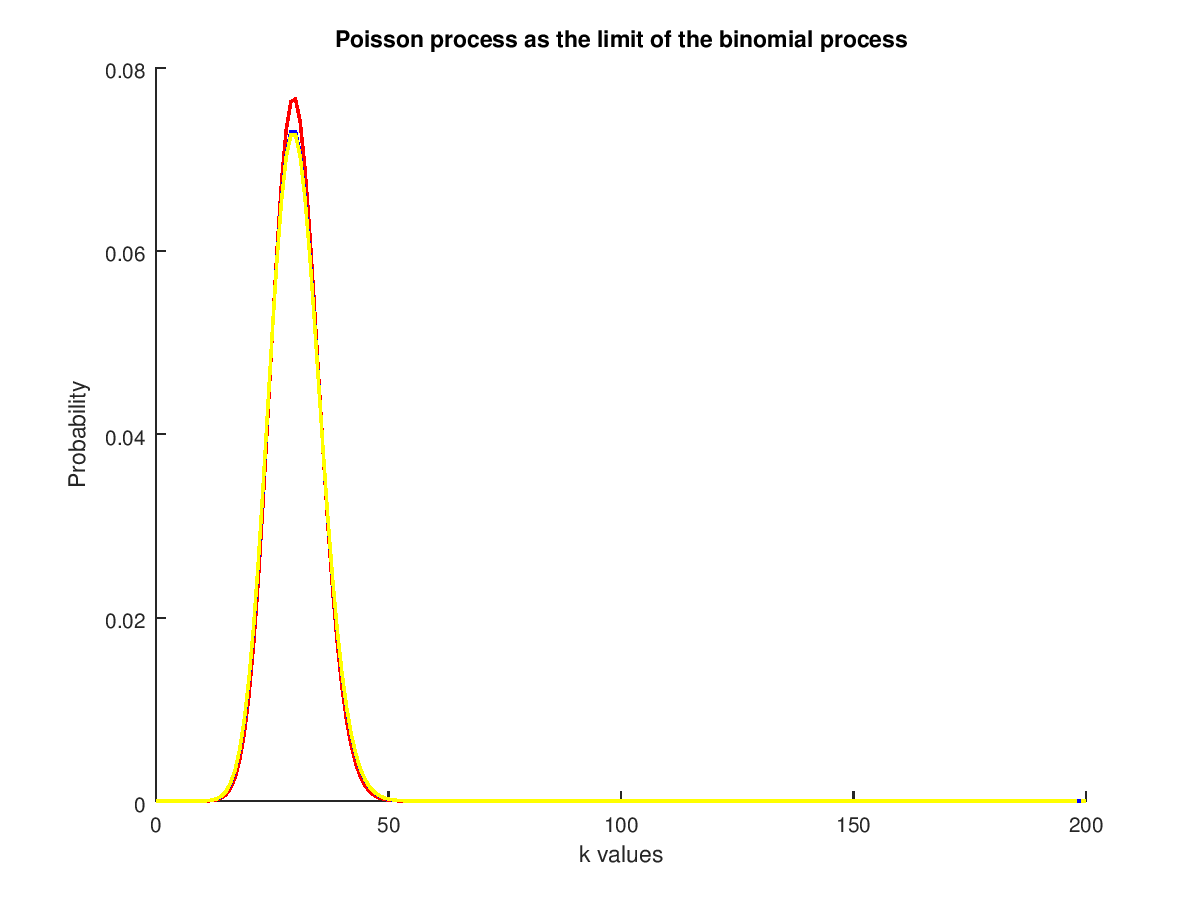 Poisson process as the limit of the binomial process
0.08
0.06
0.04
0.02
0
Probability
0 50 100 150 200
k values